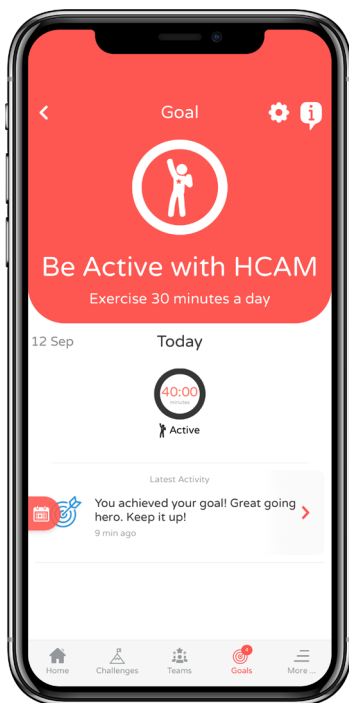 Goal
i
Be Active with HCAM
Exercise 30 minutes a day
12 Sep
Today
40:00
minutes
Active
Latest Activity
You achieved your goal! Great going
hero. Keep it up!
9 min ago
Home
Challenges
Teams
Goals
More ...